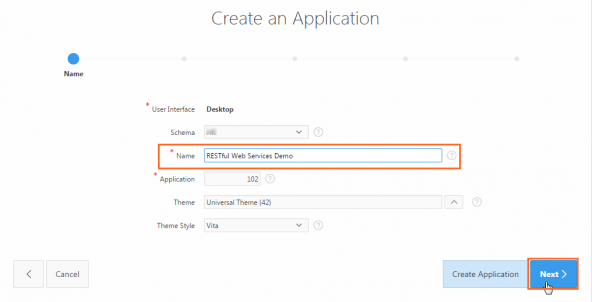 Create an Application
Name
* User Interface Desktop
Schema
* Name RESTful Web Services Demo
* Application 102
Theme Universal Theme (42)
Theme Style Vita
Cancel
Create Application
Next